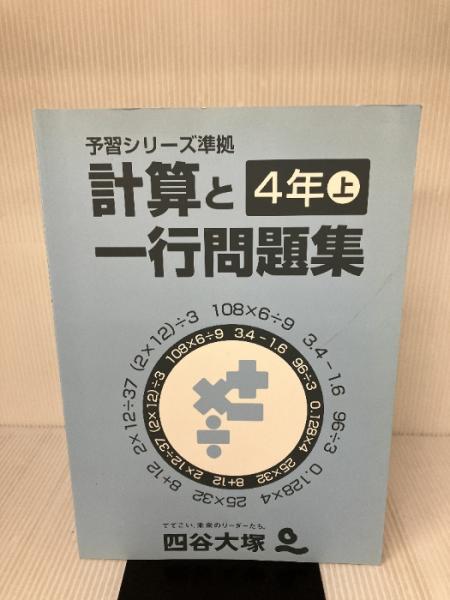 予習シリーズ準拠
計算と 4年上
一行問題集
2×12÷37 (2×12)÷3 108×6÷9 3.4-1.6 96÷3 0.128×4 25×32 8+12
2×12÷37 (2×12)÷3 108×6÷9 3.4-1.6 96÷3 0.128×4 25×32 8+12
+×-÷
でてこい、未来のリーダーたち。
四谷大塚